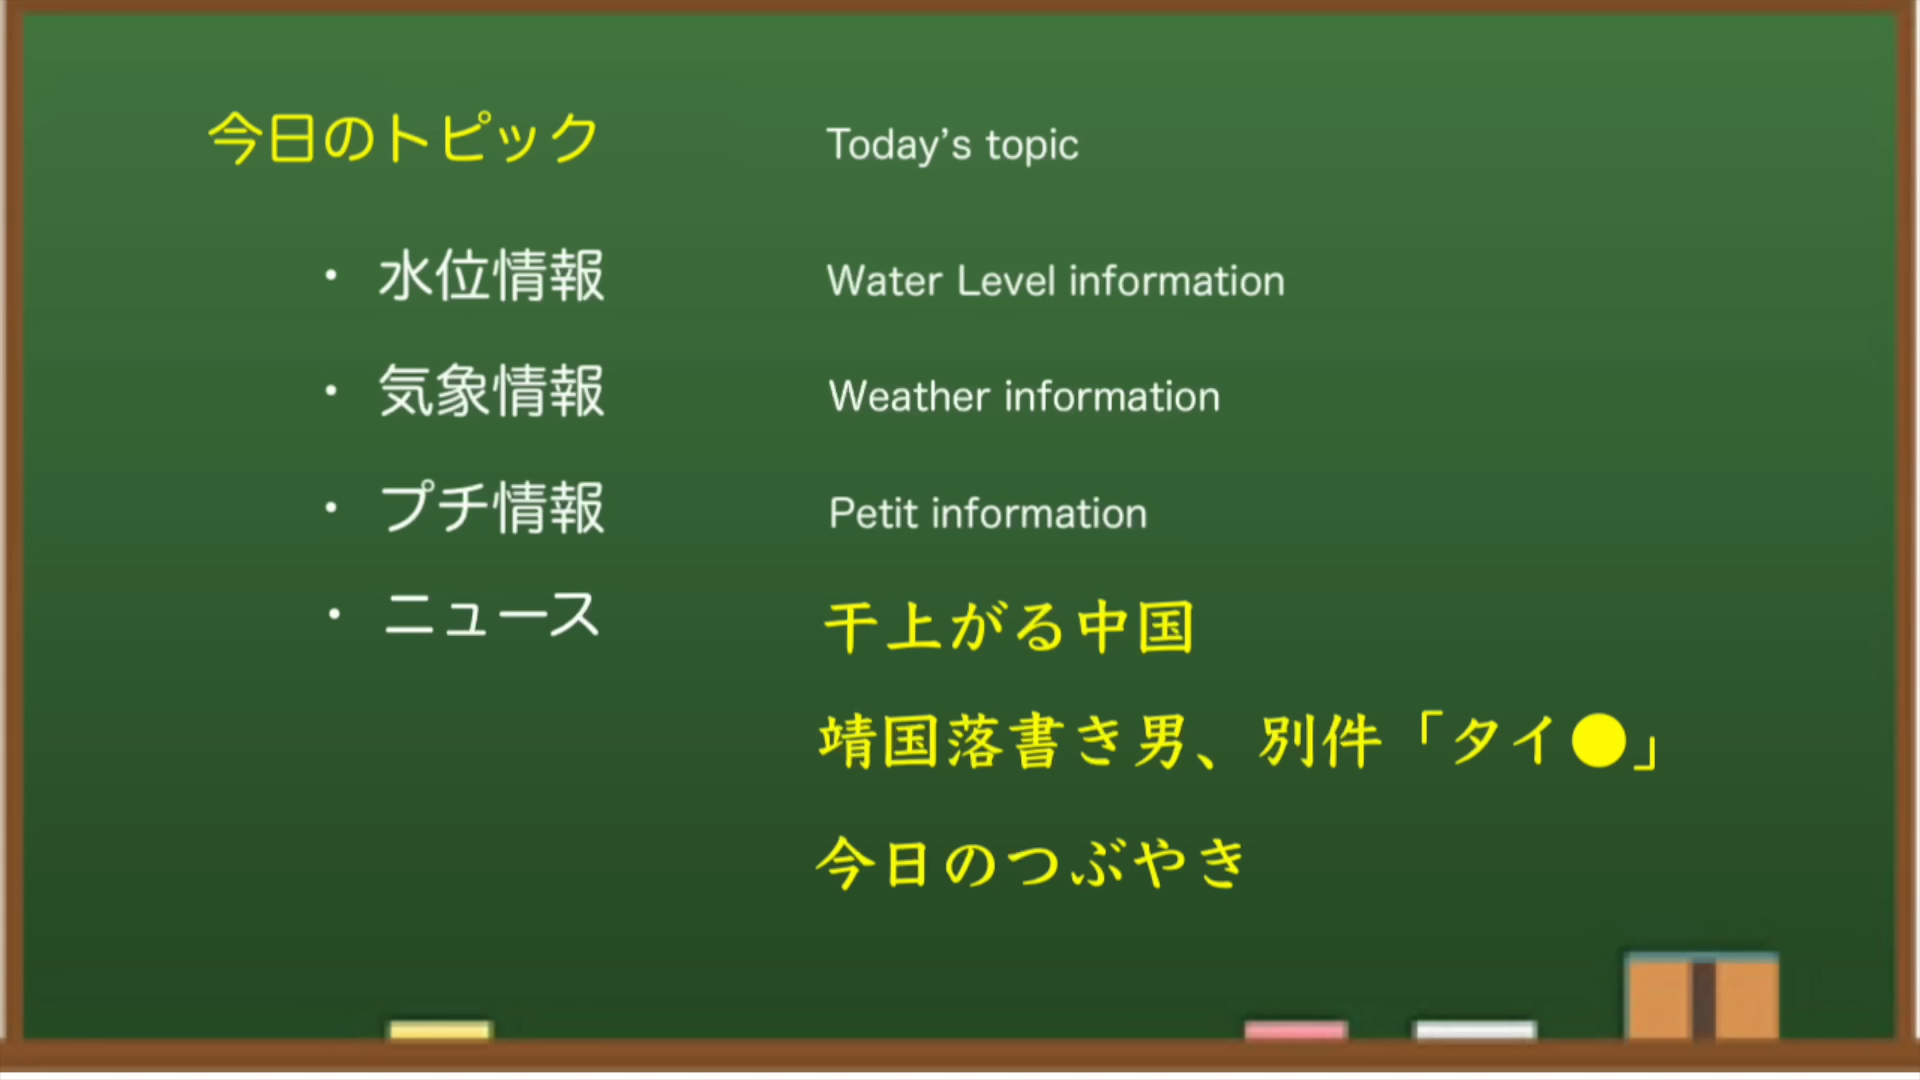 今日のトピック Today’s topic
・ 水位情報 Water Level information
・ 気象情報 Weather information
・ プチ情報 Petit information
・ ニュース 干上がる中国
靖国落書き男、別件「タイ●」
今日のつぶやき